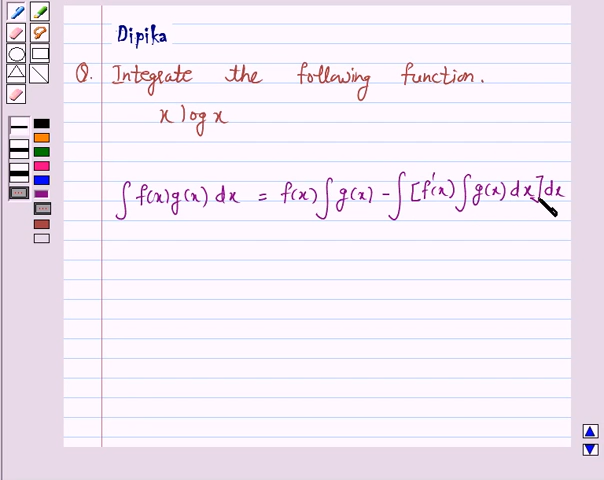 Dipika
Q. Integrate the following function.
x log x
∫ f(x)g(x) dx = f(x) ∫ g(x) - ∫ [f'(x) ∫ g(x) dx] dx